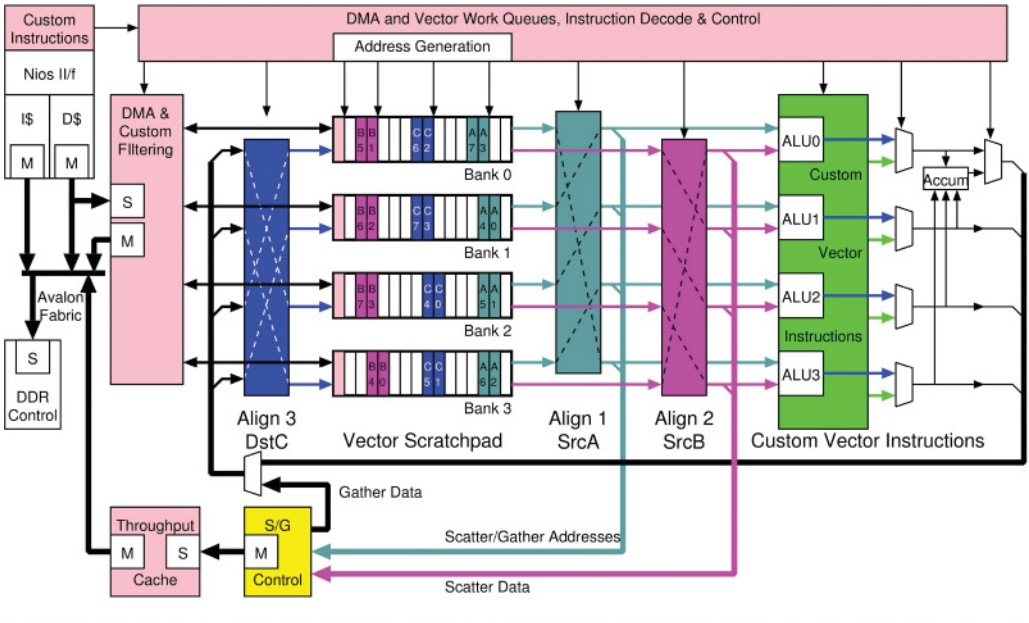 Custom
Instructions
DMA and Vector Work Queues, Instruction Decode & Control
Address Generation
Nios II/f
I$ D$
M M
DMA &
Custom
FIltering
S
M
B B C C A A
5 1 6 2 7 3
Bank 0
B B C C A A
6 2 7 3 4 0
Bank 1
B B C C A A
7 3 4 0 5 1
Bank 2
B B C C A A
4 0 5 1 6 2
Bank 3
ALU0
Custom
Accum
ALU1
Vector
ALU2
Instructions
ALU3
Avalon
Fabric
S
DDR
Control
Align 3
DstC
Vector Scratchpad
Align 1
SrcA
Align 2
SrcB
Custom Vector Instructions
Gather Data
Throughput
M S
Cache
S/G
M
Control
Scatter/Gather Addresses
Scatter Data